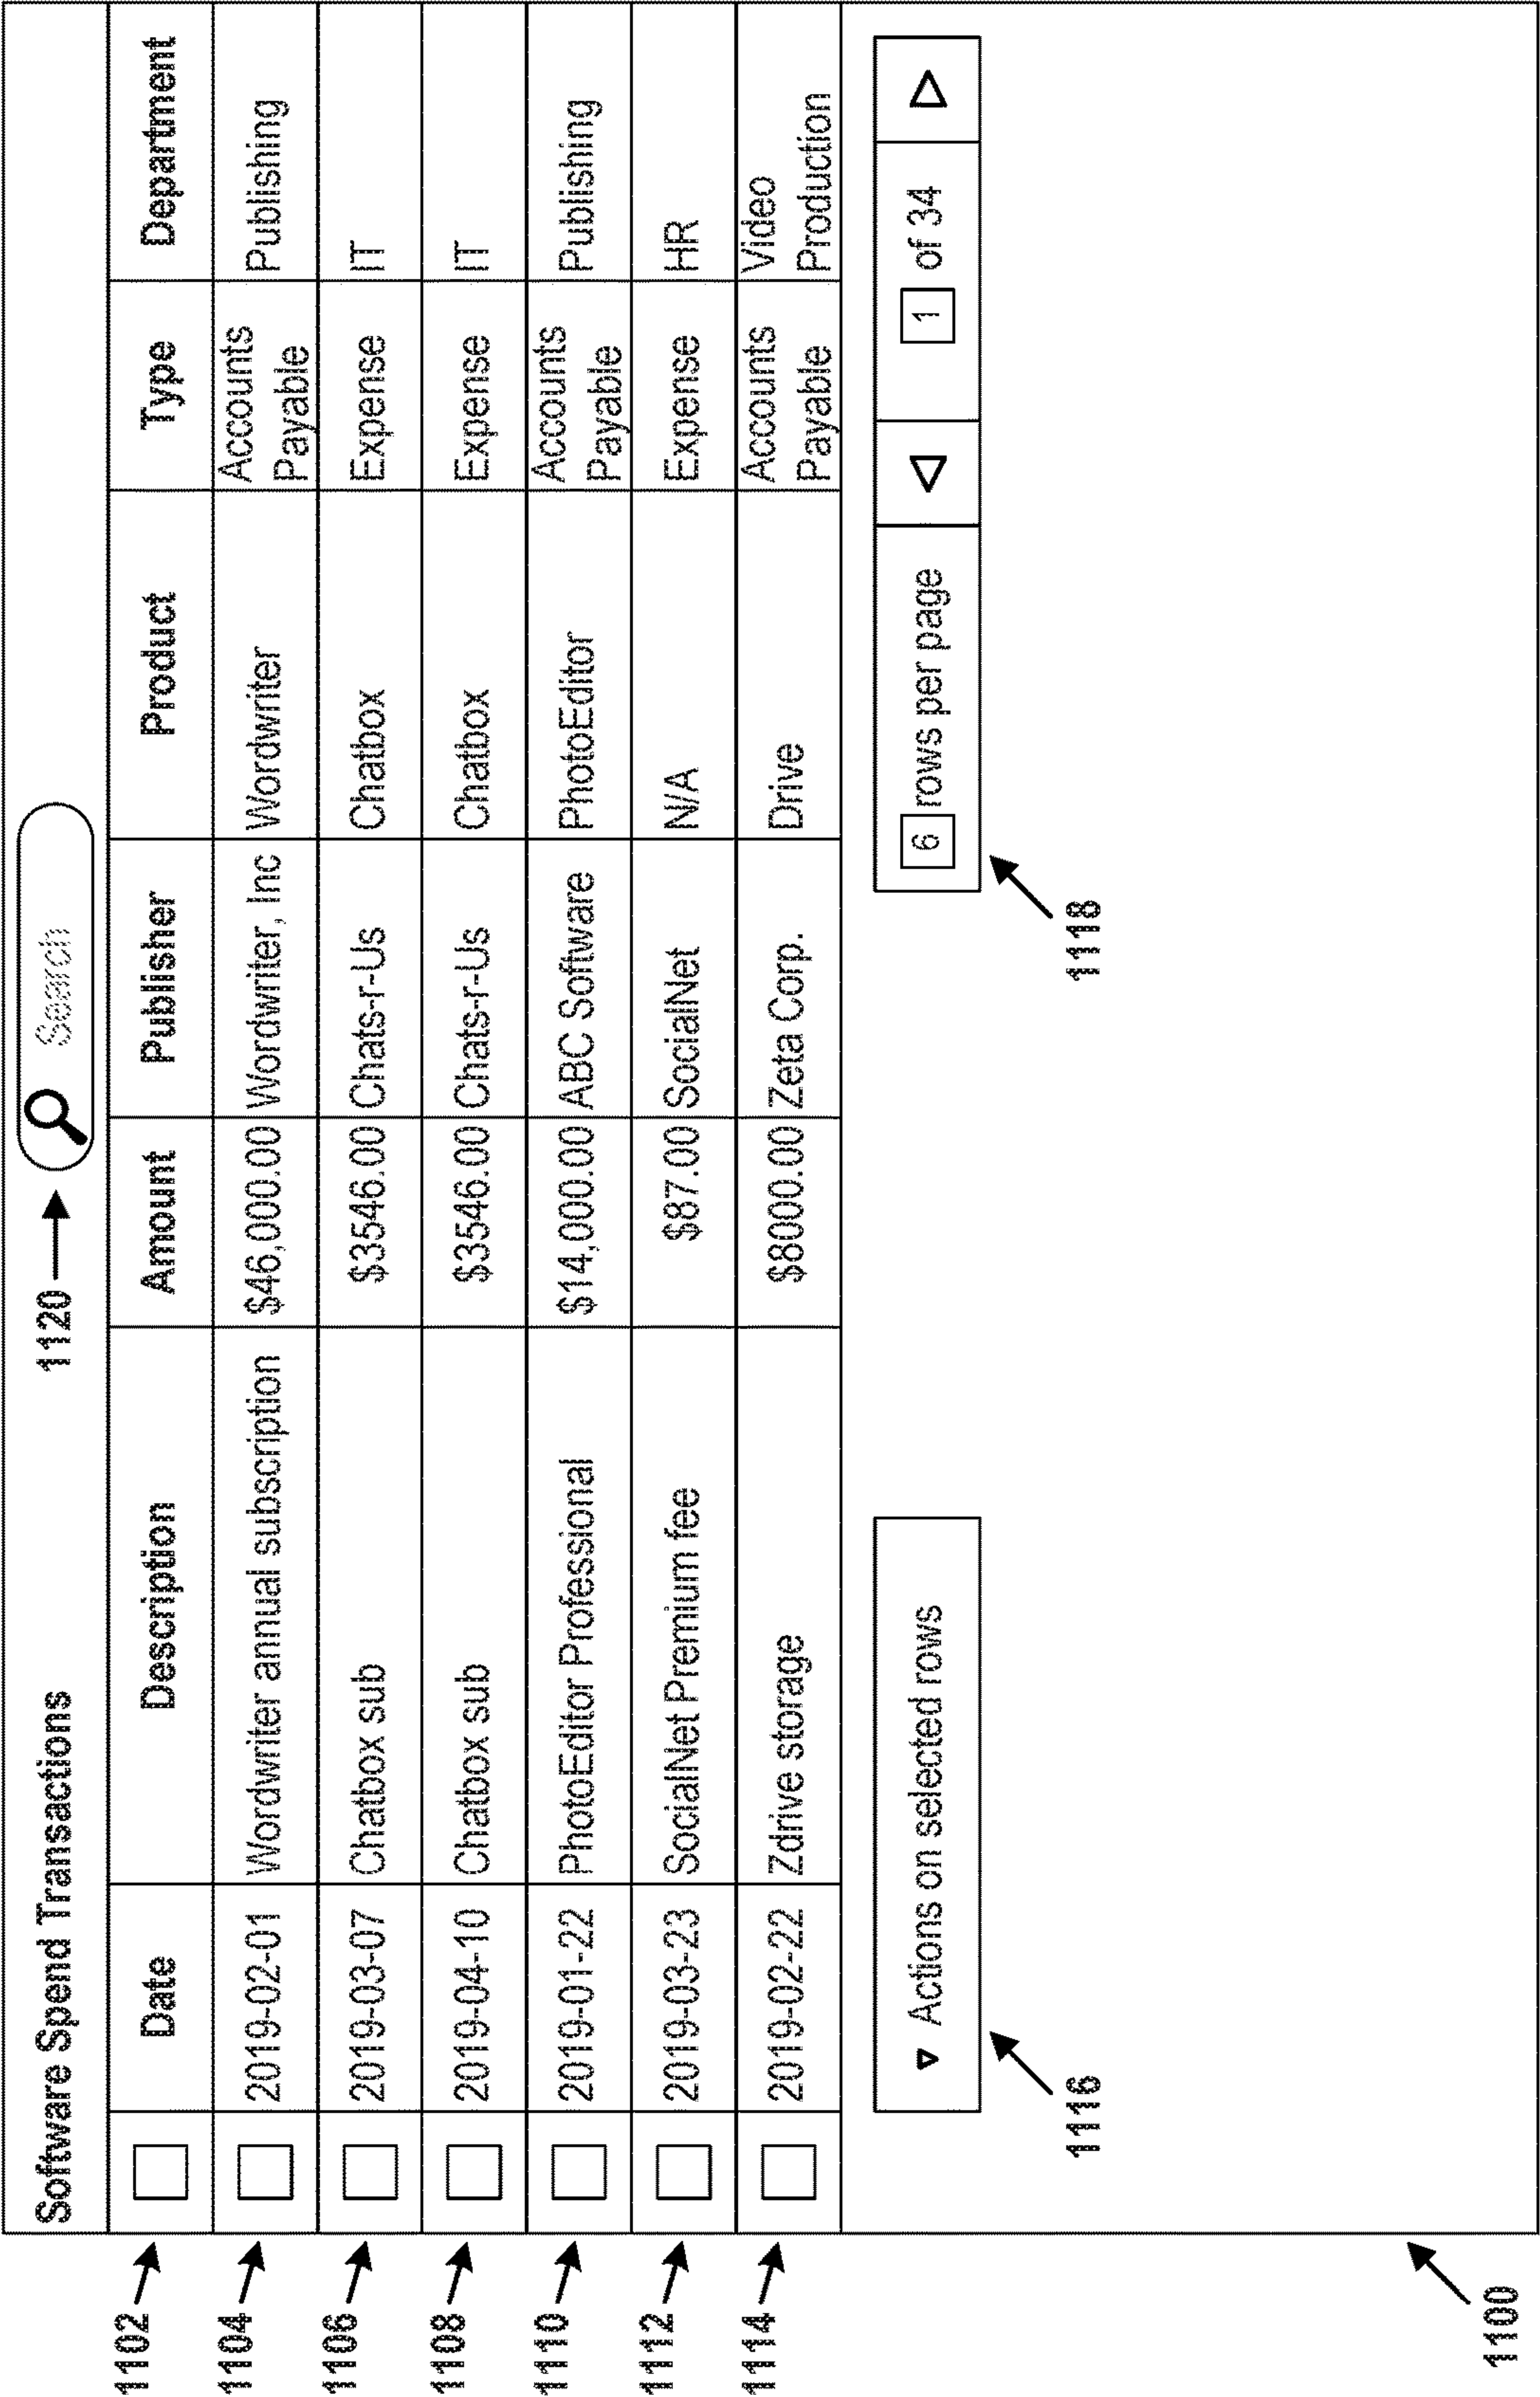 Software Spend Transactions
1120
Search
1102
Date Description Amount Publisher Product Type Department
1104
2019-02-01 Wordwriter annual subscription $46,000.00 Wordwriter, Inc Wordwriter Accounts Payable Publishing
1106
2019-03-07 Chatbox sub $3546.00 Chats-r-Us Chatbox Expense IT
1108
2019-04-10 Chatbox sub $3546.00 Chats-r-Us Chatbox Expense IT
1110
2019-01-22 PhotoEditor Professional $14,000.00 ABC Software PhotoEditor Accounts Payable Publishing
1112
2019-03-23 SocialNet Premium fee $87.00 SocialNet N/A Expense HR
1114
2019-02-22 Zdrive storage $8000.00 Zeta Corp. Drive Accounts Payable Video Production
Actions on selected rows
6 rows per page
1 of 34
1116
1118
1100